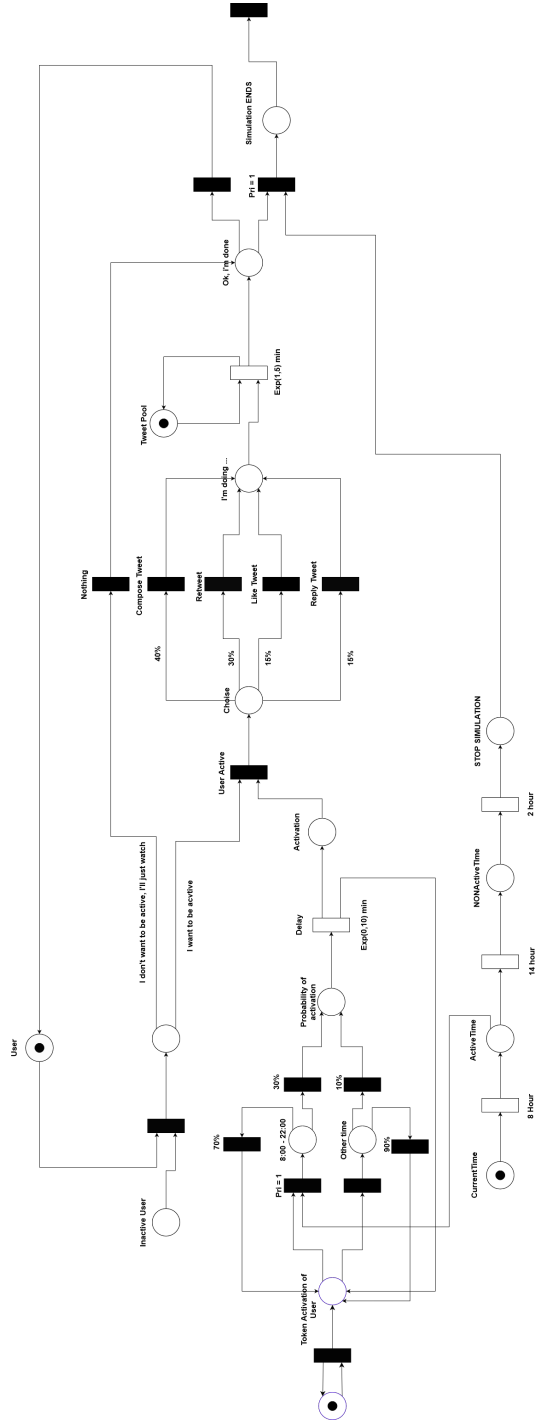 User
Inactive User
I don't want to be active, I'll just watch
I want to be acvtive
Nothing
Compose Tweet
Retweet
Like Tweet
Reply Tweet
40%
30%
15%
15%
Choise
User Active
I'm doing ...
Tweet Pool
Exp(1,5) min
Ok, I'm done
Pri = 1
Simulation ENDS
Token Activation of
User
70%
8:00 - 22:00
Pri = 1
30%
Other time
10%
90%
Probability of
activation
Delay
Exp(0,10) min
Activation
CurrentTime
8 Hour
ActiveTime
14 hour
NONActiveTime
2 hour
STOP SIMULATION